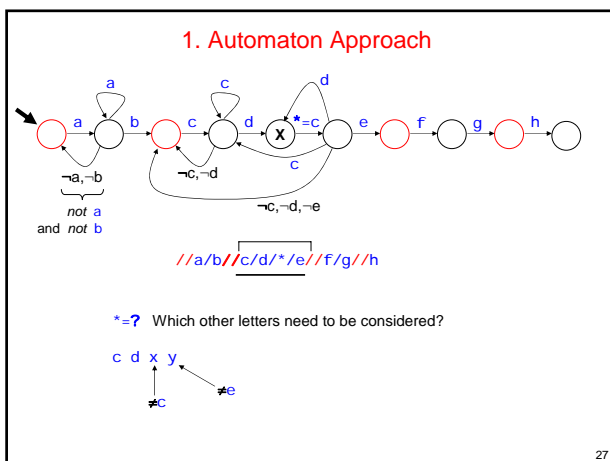 1. Automaton Approach
a c d
a b c d X *=c e f g h
c
¬a,¬b ¬c,¬d
¬c,¬d,¬e
not a
and not b
//a/b//c/d/*/e//f/g//h
*=? Which other letters need to be considered?
c d x y
≠c ≠e
27